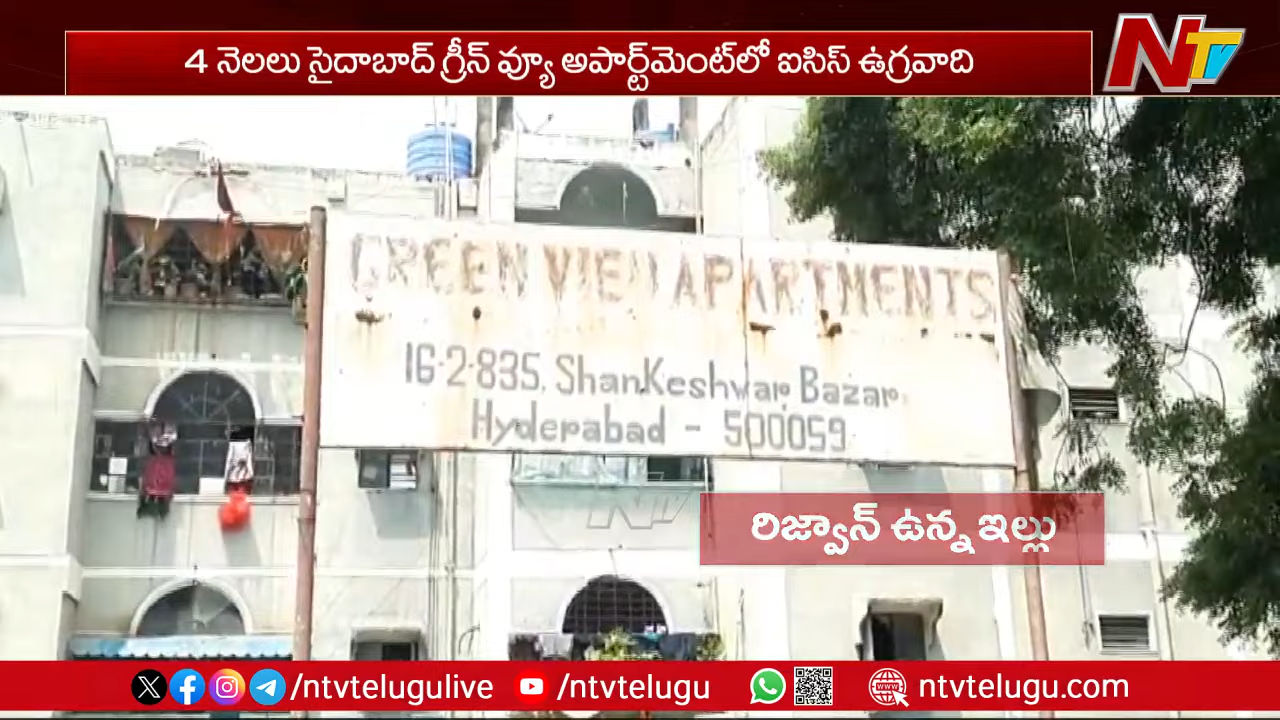 4 నెలలు సైదాబాద్ గ్రీన్ వ్యూ అపార్ట్‌మెంట్‌లో ఐసిస్ ఉగ్రవాది
NTV
GREEN VIEW APARTMENTS
16-2-835, ShanKeshwar Bazar,
Hyderabad - 500059
NTV
రిజ్వాన్ ఉన్న ఇల్లు
/ntvtelugulive /ntvtelugu ntvtelugu.com